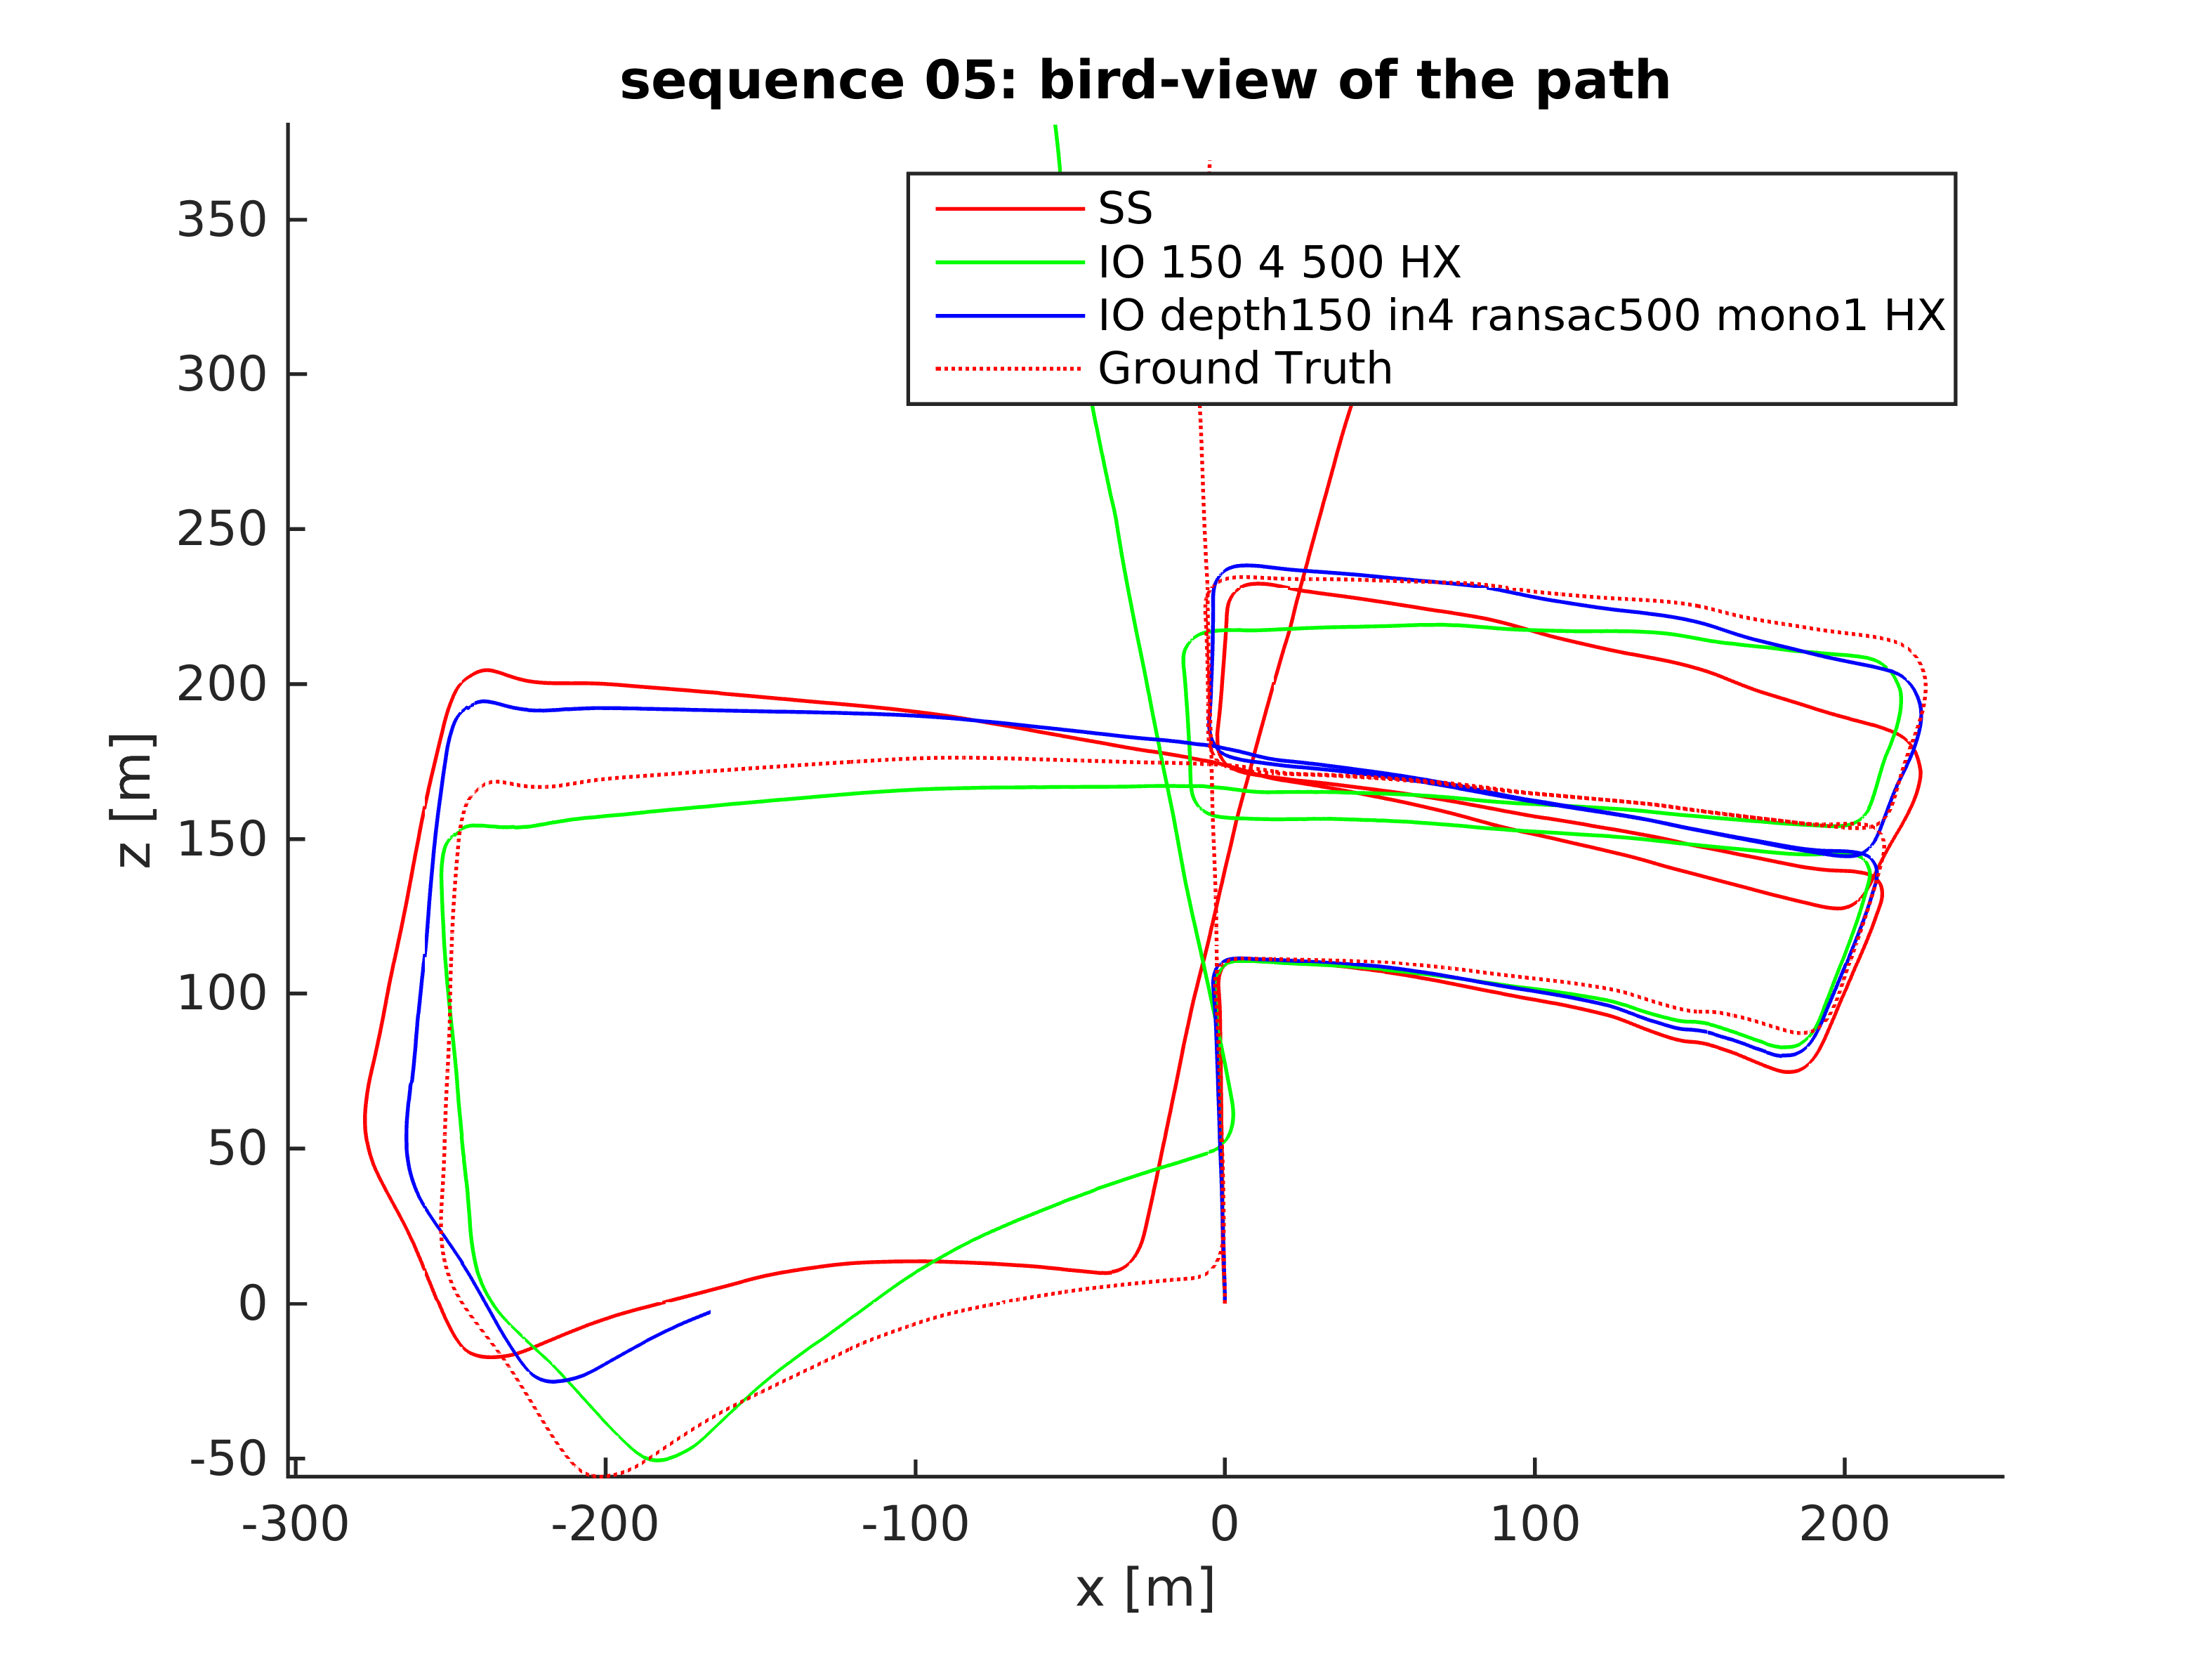 sequence 05: bird-view of the path
SS
IO 150 4 500 HX
IO depth150 in4 ransac500 mono1 HX
Ground Truth
350
300
250
200
150
100
50
0
-50
z [m]
-300 -200 -100 0 100 200
x [m]